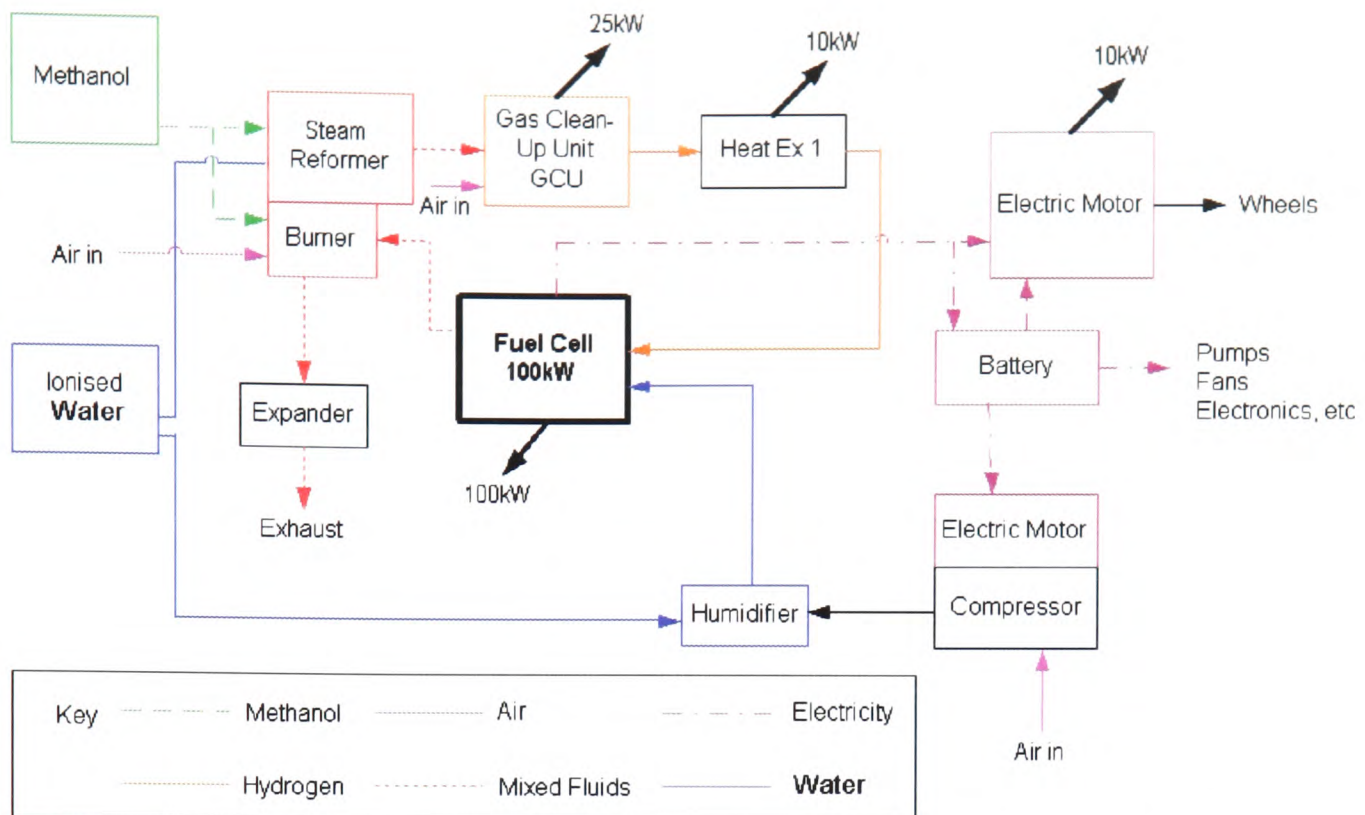 25kW
10kW
10kW
Methanol
Steam
Reformer
Gas Clean-
Up Unit
GCU
Heat Ex 1
Electric Motor
Wheels
Air in
Burner
Air in
Fuel Cell
100kW
Ionised
Water
Expander
Battery
Pumps
Fans
Electronics, etc
100kW
Exhaust
Electric Motor
Compressor
Humidifier
Air in
Key
Methanol
Air
Electricity
Hydrogen
Mixed Fluids
Water